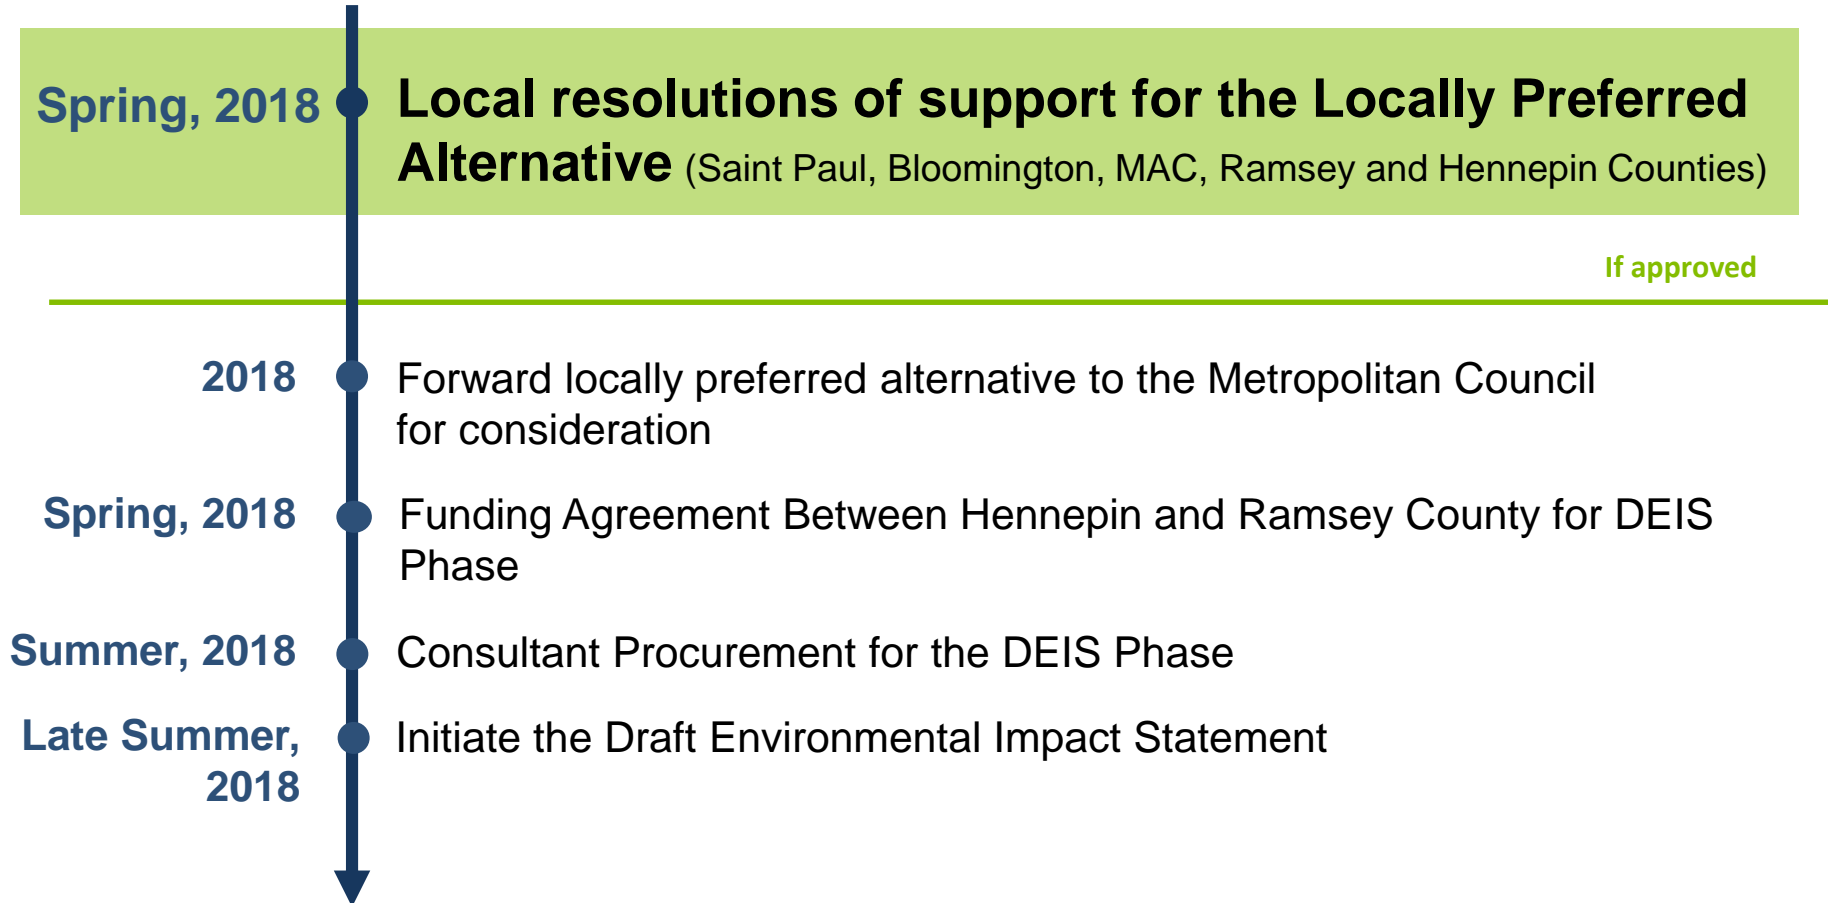 Spring, 2018
Local resolutions of support for the Locally Preferred
Alternative (Saint Paul, Bloomington, MAC, Ramsey and Hennepin Counties)
If approved
2018
Forward locally preferred alternative to the Metropolitan Council
for consideration
Spring, 2018
Funding Agreement Between Hennepin and Ramsey County for DEIS
Phase
Summer, 2018
Consultant Procurement for the DEIS Phase
Late Summer,
2018
Initiate the Draft Environmental Impact Statement